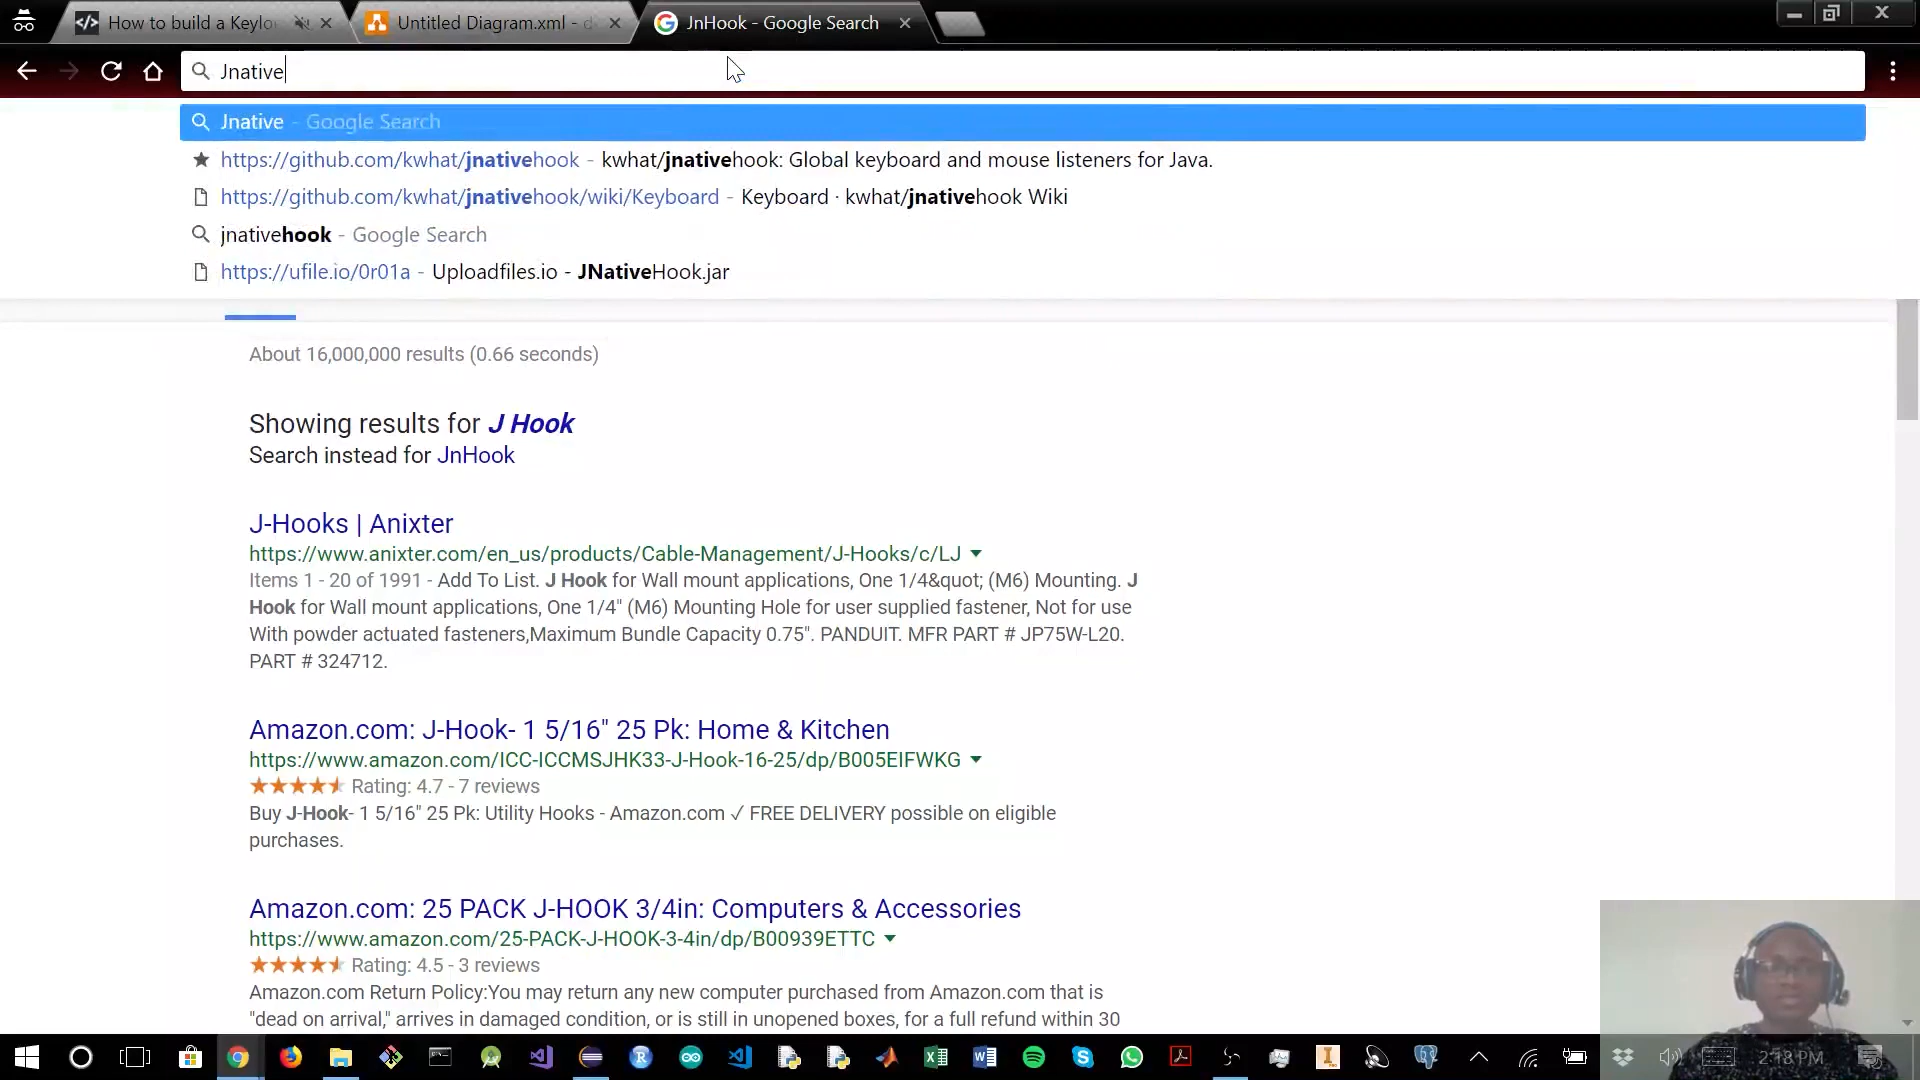 How to build a Keylo
Untitled Diagram.xml - d
JnHook - Google Search
Jnative
Jnative - Google Search
https://github.com/kwhat/jnativehook - kwhat/jnativehook: Global keyboard and mouse listeners for Java.
https://github.com/kwhat/jnativehook/wiki/Keyboard - Keyboard · kwhat/jnativehook Wiki
jnativehook - Google Search
https://ufile.io/0r01a - Uploadfiles.io - JNativeHook.jar
About 16,000,000 results (0.66 seconds)
Showing results for J Hook
Search instead for JnHook
J-Hooks | Anixter
https://www.anixter.com/en_us/products/Cable-Management/J-Hooks/c/LJ
Items 1 - 20 of 1991 - Add To List. J Hook for Wall mount applications, One 1/4&quot; (M6) Mounting. J
Hook for Wall mount applications, One 1/4" (M6) Mounting Hole for user supplied fastener, Not for use
With powder actuated fasteners,Maximum Bundle Capacity 0.75". PANDUIT. MFR PART # JP75W-L20.
PART # 324712.
Amazon.com: J-Hook- 1 5/16" 25 Pk: Home & Kitchen
https://www.amazon.com/ICC-ICCMSJHK33-J-Hook-16-25/dp/B005EIFWKG
Rating: 4.7 - 7 reviews
Buy J-Hook- 1 5/16" 25 Pk: Utility Hooks - Amazon.com ✓ FREE DELIVERY possible on eligible
purchases.
Amazon.com: 25 PACK J-HOOK 3/4in: Computers & Accessories
https://www.amazon.com/25-PACK-J-HOOK-3-4in/dp/B00939ETTC
Rating: 4.5 - 3 reviews
Amazon.com Return Policy:You may return any new computer purchased from Amazon.com that is
"dead on arrival," arrives in damaged condition, or is still in unopened boxes, for a full refund within 30
2:18 PM